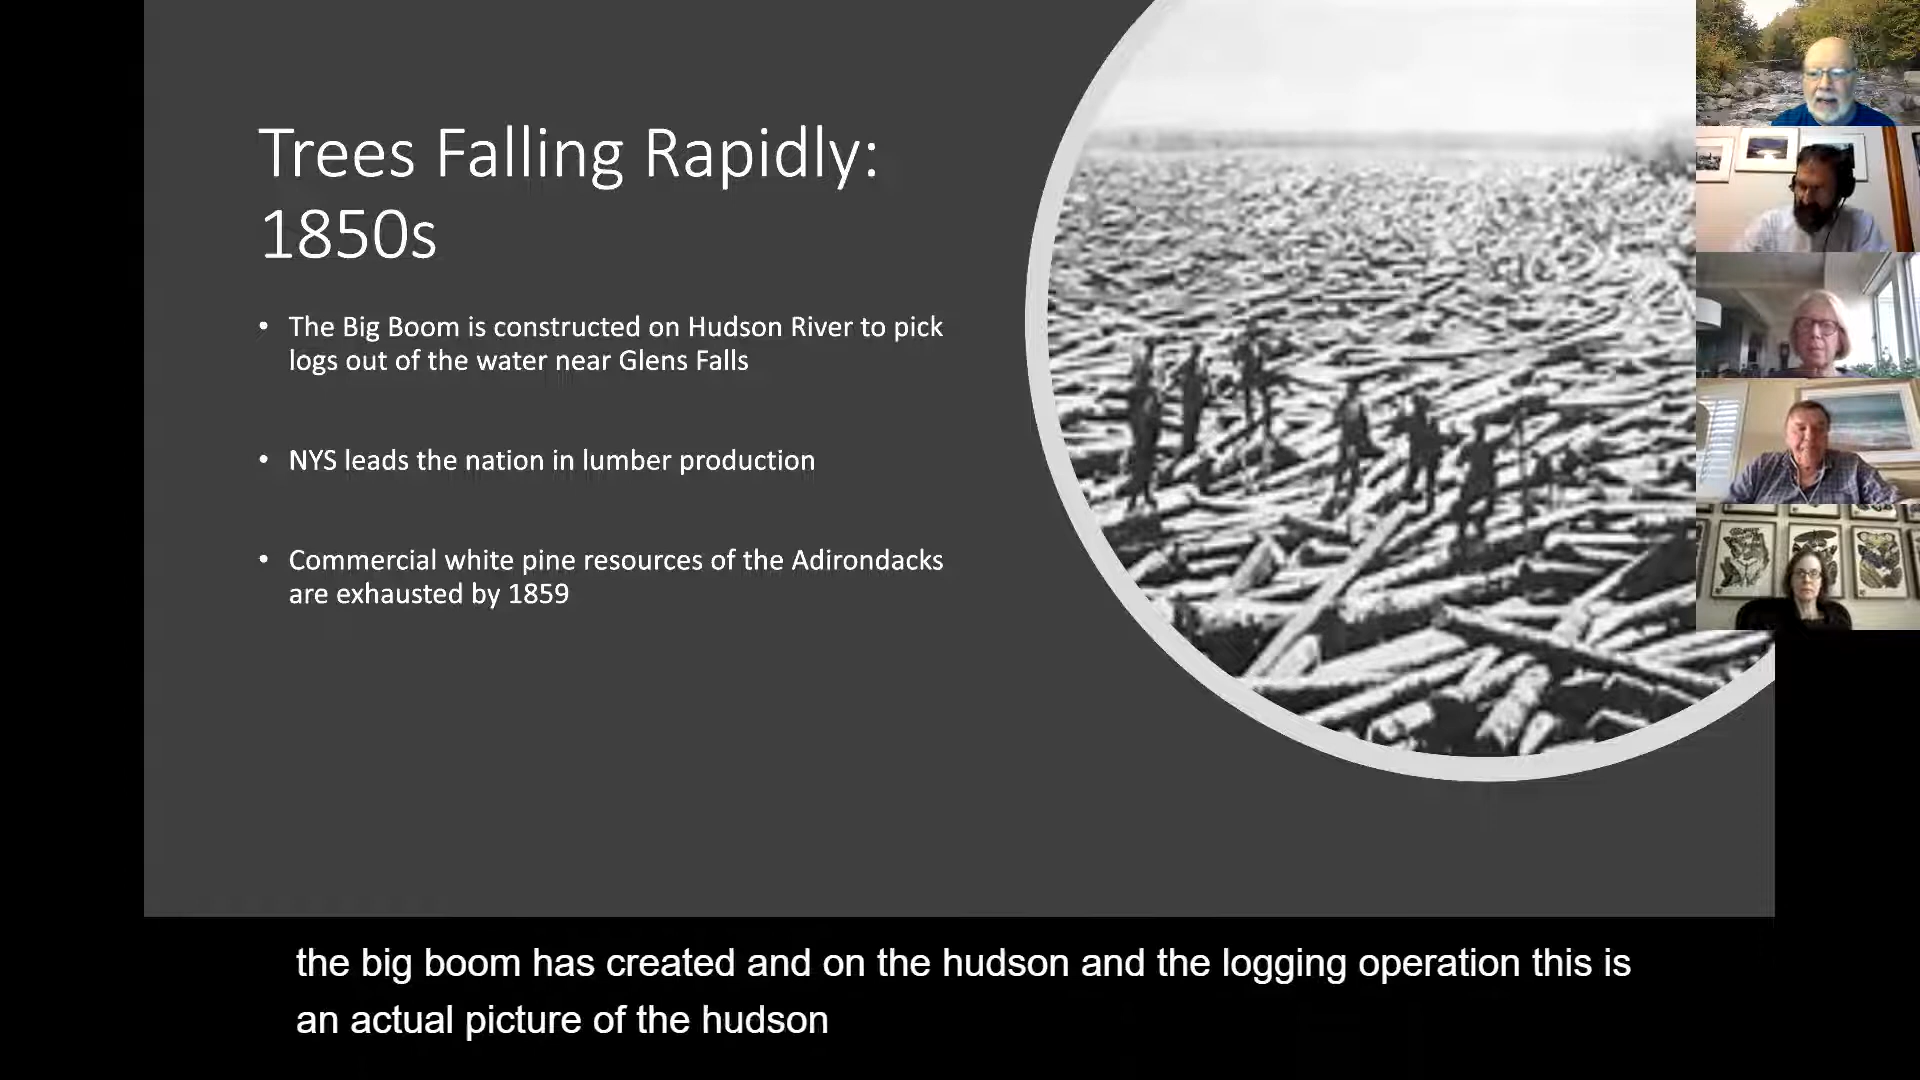 Trees Falling Rapidly:
1850s
• The Big Boom is constructed on Hudson River to pick
logs out of the water near Glens Falls
• NYS leads the nation in lumber production
• Commercial white pine resources of the Adirondacks
are exhausted by 1859
the big boom has created and on the hudson and the logging operation this is
an actual picture of the hudson